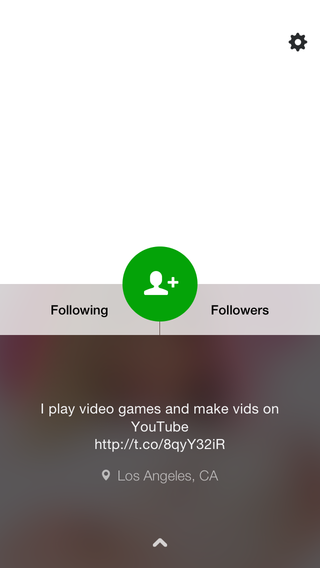 Following
Followers
I play video games and make vids on
YouTube
http://t.co/8qyY32iR
Los Angeles, CA